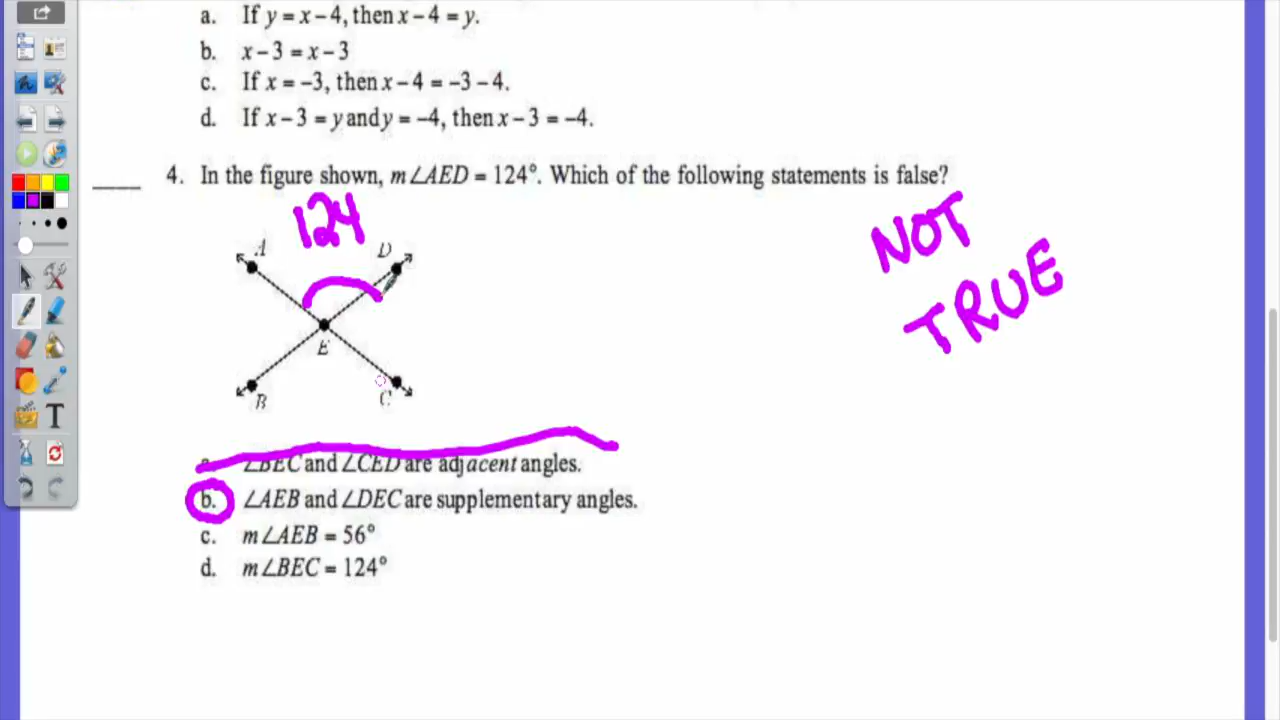 a. If y = x – 4, then x – 4 = y.
b. x – 3 = x – 3
c. If x = –3, then x – 4 = –3 – 4.
d. If x – 3 = y and y = –4, then x – 3 = –4.
____ 4. In the figure shown, m∠AED = 124°. Which of the following statements is false?
124
NOT
TRUE
A
D
E
B
C
a. ∠BEC and ∠CED are adjacent angles.
b. ∠AEB and ∠DEC are supplementary angles.
c. m∠AEB = 56°
d. m∠BEC = 124°
T